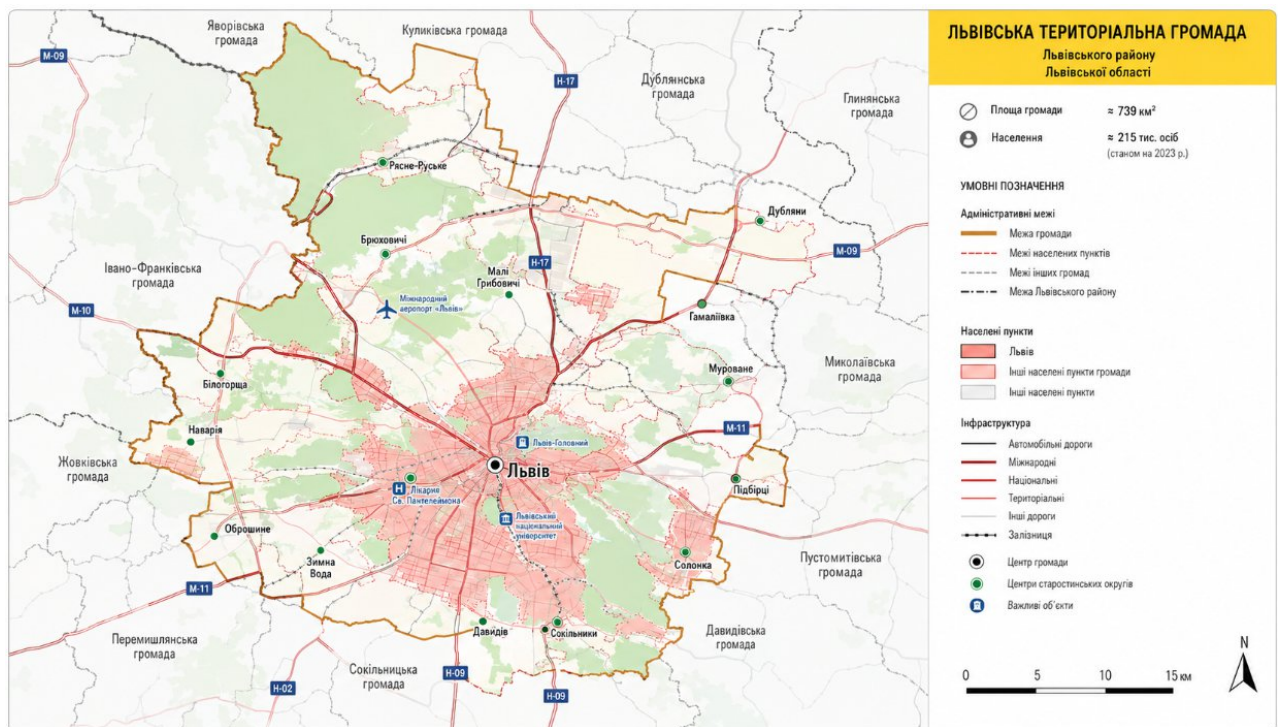 Яворівська
громада
Куликівська громада
М-09
Н-17
Дублянська
громада
Глинянська
громада
Рясне-Руське
Дубляни
Брюховичі
М-09
Івано-Франківська
громада
Малі
Грибовичі
Н-17
Міжнародний
аеропорт «Львів»
Гамаліївка
М-10
Миколаївська
громада
Муроване
Білогорща
М-11
Наварія
Львів-Головний
Жовківська
громада
Львів
Лікарня
Св. Пантелеймона
Підбірці
Львівський
національний
університет
Оброшине
Зимна
Вода
Солонка
Пустомитівська
громада
М-11
Давидів
Сокільники
Перемишлянська
громада
Давидівська
громада
Сокільницька
громада
Н-09
Н-02
Н-09
ЛЬВІВСЬКА ТЕРИТОРІАЛЬНА ГРОМАДА
Львівського району
Львівської області
Площа громади ≈ 739 км²
Населення ≈ 215 тис. осіб
(станом на 2023 р.)
УМОВНІ ПОЗНАЧЕННЯ
Адміністративні межі
Межа громади
Межі населених пунктів
Межі інших громад
Межа Львівського району
Населені пункти
Львів
Інші населені пункти громади
Інші населені пункти
Інфраструктура
Автомобільні дороги
Міжнародні
Національні
Територіальні
Інші дороги
Залізниця
Центр громади
Центри старостинських округів
Важливі об'єкти
N
0 5 10 15 км